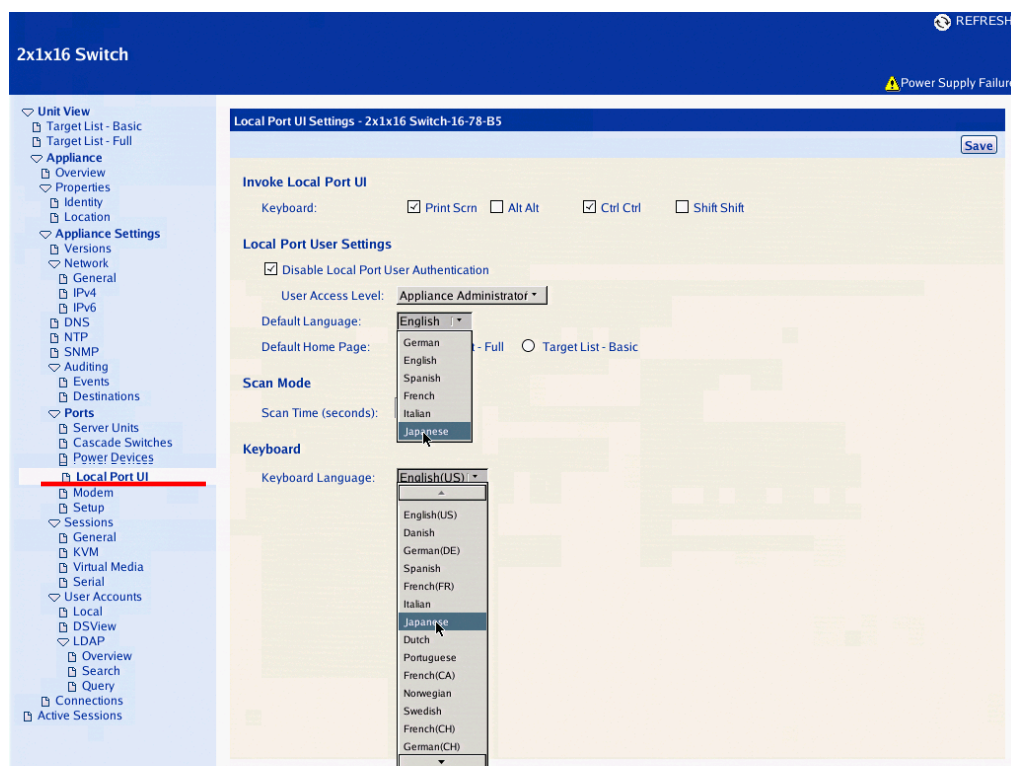 REFRESH
2x1x16 Switch
Power Supply Failure
Unit View
Target List - Basic
Target List - Full
Appliance
Overview
Properties
Identity
Location
Appliance Settings
Versions
Network
General
IPv4
IPv6
DNS
NTP
SNMP
Auditing
Events
Destinations
Ports
Server Units
Cascade Switches
Power Devices
Local Port UI
Modem
Setup
Sessions
General
KVM
Virtual Media
Serial
User Accounts
Local
DSView
LDAP
Overview
Search
Query
Connections
Active Sessions
Local Port UI Settings - 2x1x16 Switch-16-78-B5
Save
Invoke Local Port UI
Keyboard: Print Scrn Alt Alt Ctrl Ctrl Shift Shift
Local Port User Settings
Disable Local Port User Authentication
User Access Level: Appliance Administrator
Default Language: English
German
English
Spanish
French
Italian
Japanese
Default Home Page: t - Full Target List - Basic
Scan Mode
Scan Time (seconds):
Keyboard
Keyboard Language: English(US)
English(US)
Danish
German(DE)
Spanish
French(FR)
Italian
Japanese
Dutch
Portuguese
French(CA)
Norwegian
Swedish
French(CH)
German(CH)